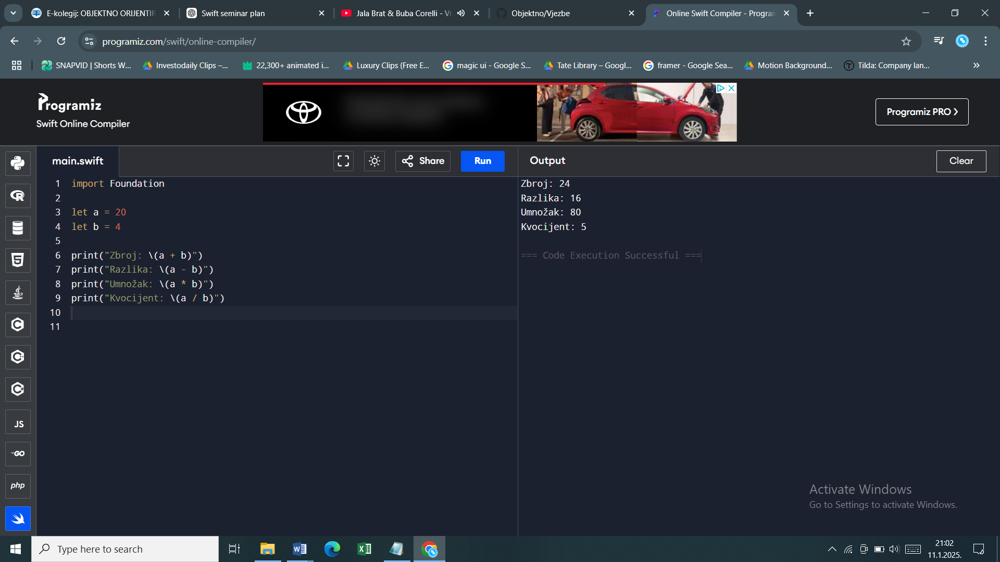 E-kolegij: OBJEKTNO ORIJENTIR
Swift seminar plan
Jala Brat & Buba Corelli - Vr
Objektno/Vjezbe
Online Swift Compiler - Program
programiz.com/swift/online-compiler/
SNAPVID | Shorts W...
Investodaily Clips –...
22,300+ animated i...
Luxury Clips (Free E...
magic ui - Google S...
Tate Library – Googl...
framer - Google Sea...
Motion Background...
Tilda: Company lan...
Programiz
Swift Online Compiler
Programiz PRO
main.swift
Share
Run
Output
Clear
1 import Foundation
2
3 let a = 20
4 let b = 4
5
6 print("Zbroj: \(a + b)")
7 print("Razlika: \(a - b)")
8 print("Umnožak: \(a * b)")
9 print("Kvocijent: \(a / b)")
10
11
Zbroj: 24
Razlika: 16
Umnožak: 80
Kvocijent: 5
=== Code Execution Successful ===
JS
GO
php
Activate Windows
Go to Settings to activate Windows.
Type here to search
21:02
11.1.2025.